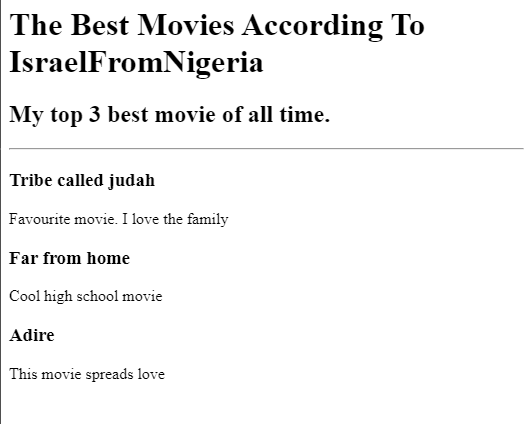 The Best Movies According To
IsraelFromNigeria
My top 3 best movie of all time.
Tribe called judah
Favourite movie. I love the family
Far from home
Cool high school movie
Adire
This movie spreads love